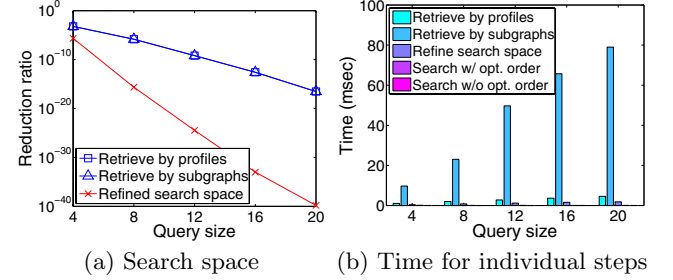 10^0
10^-10
10^-20
10^-30
10^-40
Reduction ratio
Retrieve by profiles
Retrieve by subgraphs
Refined search space
4 8 12 16 20
Query size
(a) Search space
100
80
60
40
20
0
Time (msec)
Retrieve by profiles
Retrieve by subgraphs
Refine search space
Search w/ opt. order
Search w/o opt. order
4 8 12 16 20
Query size
(b) Time for individual steps